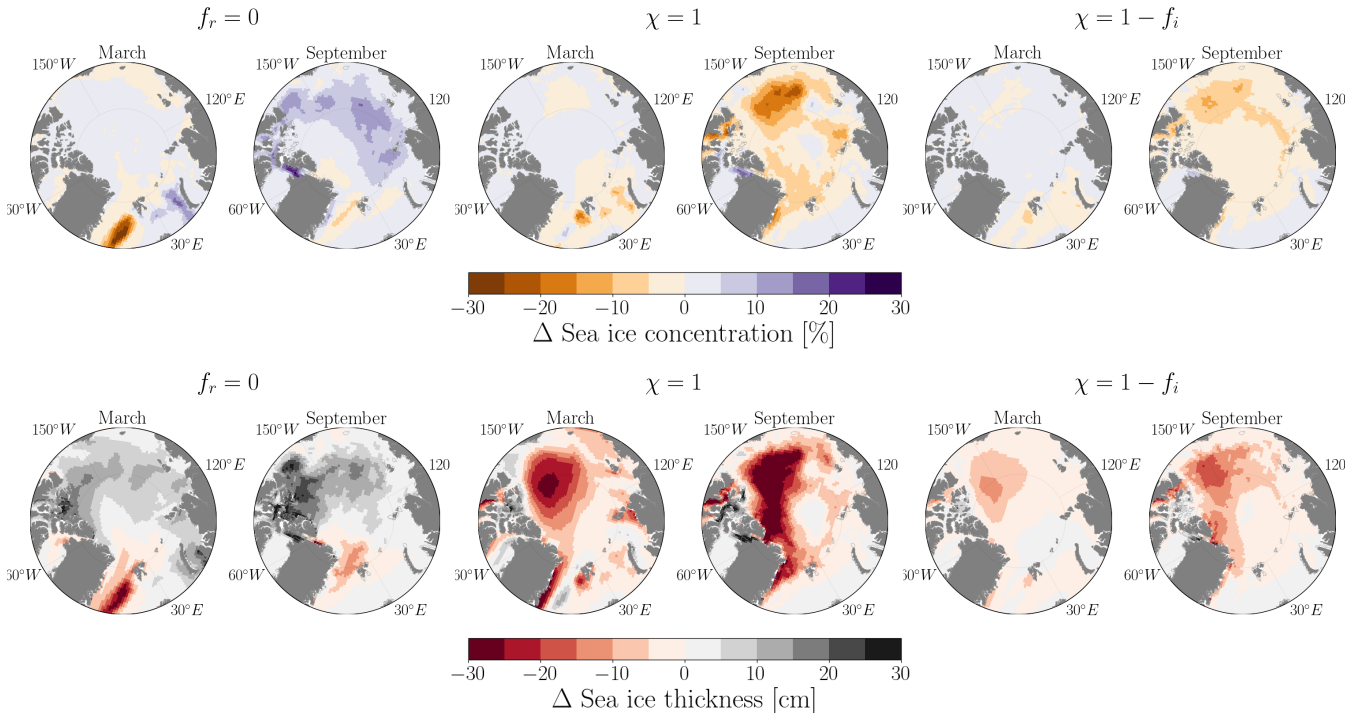 f_r = 0 χ = 1 χ = 1 − f_i
March September March September March September
150°W 150°W 150°W 150°W 150°W 150°W
120°E 120 120°E 120 120°E 120
60°W 60°W 60°W 60°W 60°W 60°W
30°E 30°E 30°E 30°E 30°E 30°E
−30 −20 −10 0 10 20 30
Δ Sea ice concentration [%]
f_r = 0 χ = 1 χ = 1 − f_i
March September March September March September
150°W 150°W 150°W 150°W 150°W 150°W
120°E 120 120°E 120 120°E 120
60°W 60°W 60°W 60°W 60°W 60°W
30°E 30°E 30°E 30°E 30°E 30°E
−30 −20 −10 0 10 20 30
Δ Sea ice thickness [cm]